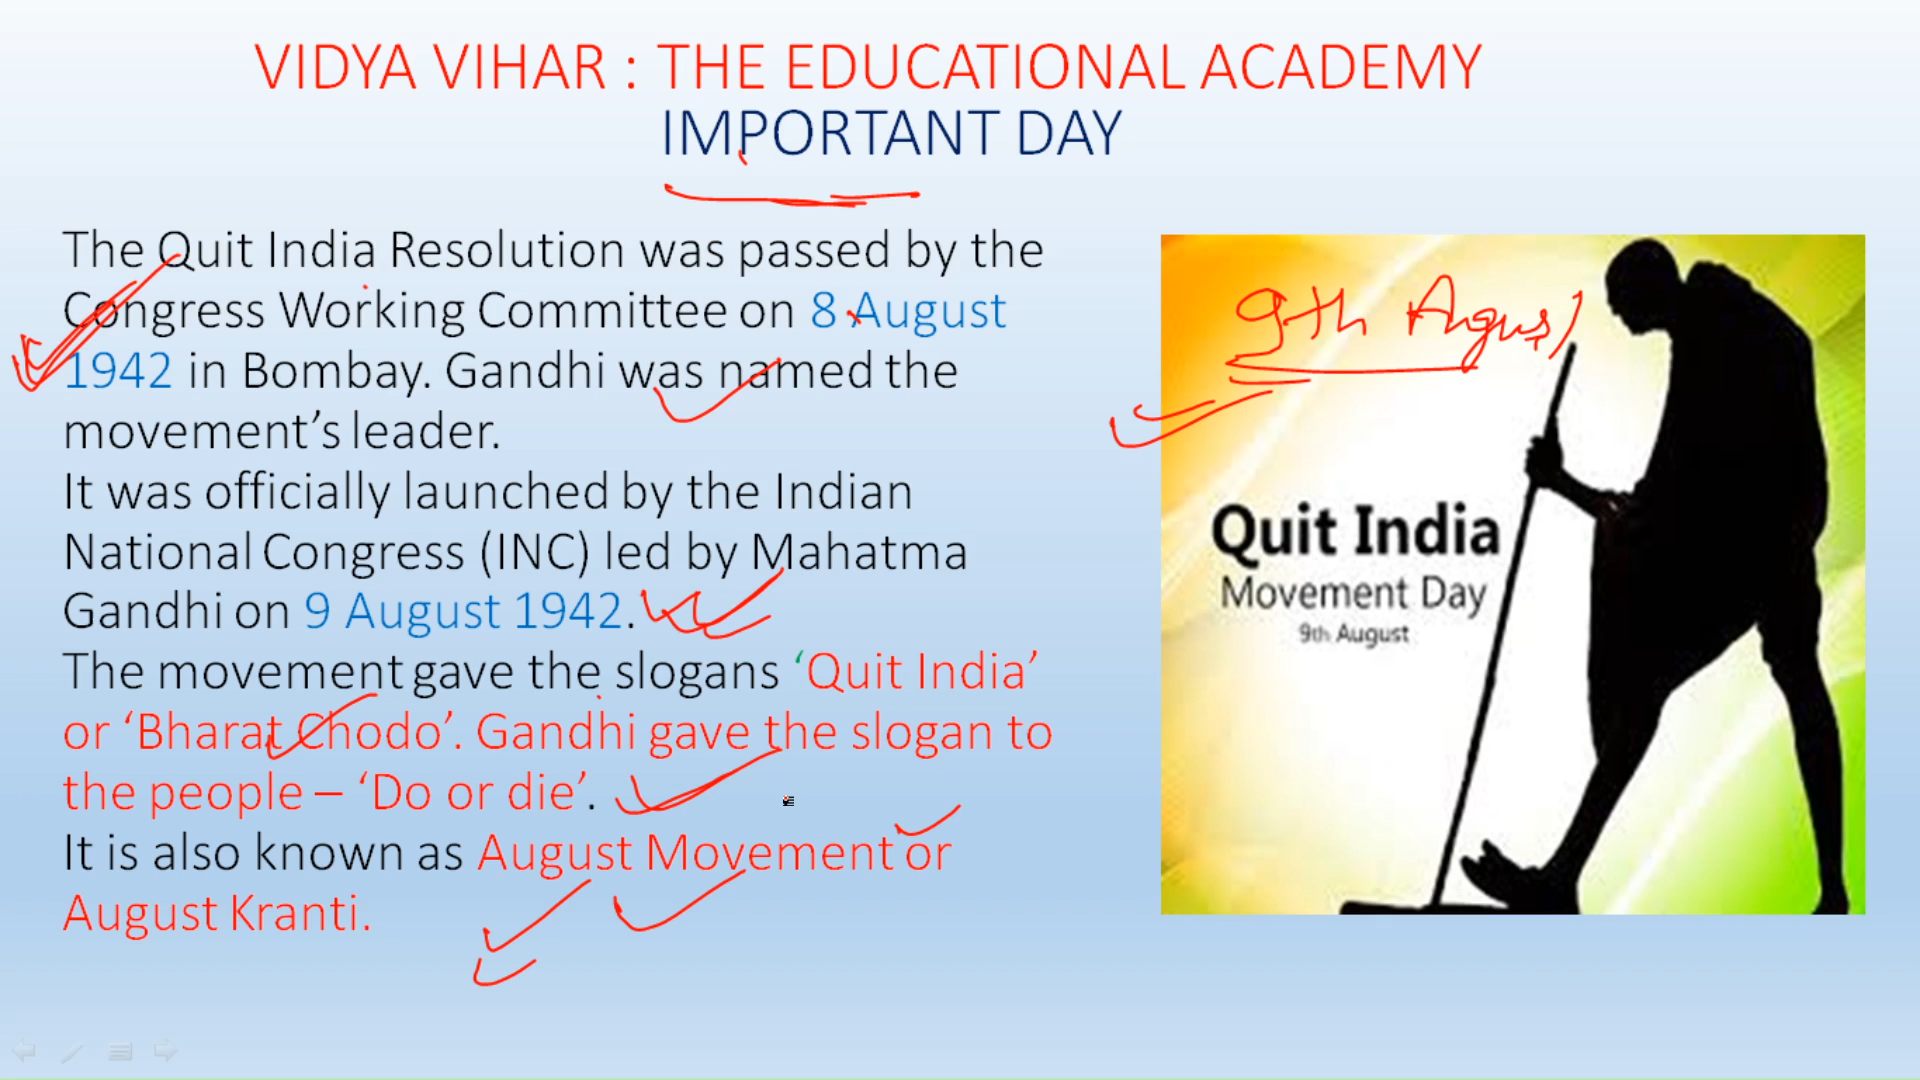 VIDYA VIHAR : THE EDUCATIONAL ACADEMY
IMPORTANT DAY
The Quit India Resolution was passed by the
Congress Working Committee on 8 August
1942 in Bombay. Gandhi was named the
movement’s leader.
It was officially launched by the Indian
National Congress (INC) led by Mahatma
Gandhi on 9 August 1942.
The movement gave the slogans ‘Quit India’
or ‘Bharat Chodo’. Gandhi gave the slogan to
the people – ‘Do or die’.
It is also known as August Movement or
August Kranti.
9th August
Quit India
Movement Day
9th August